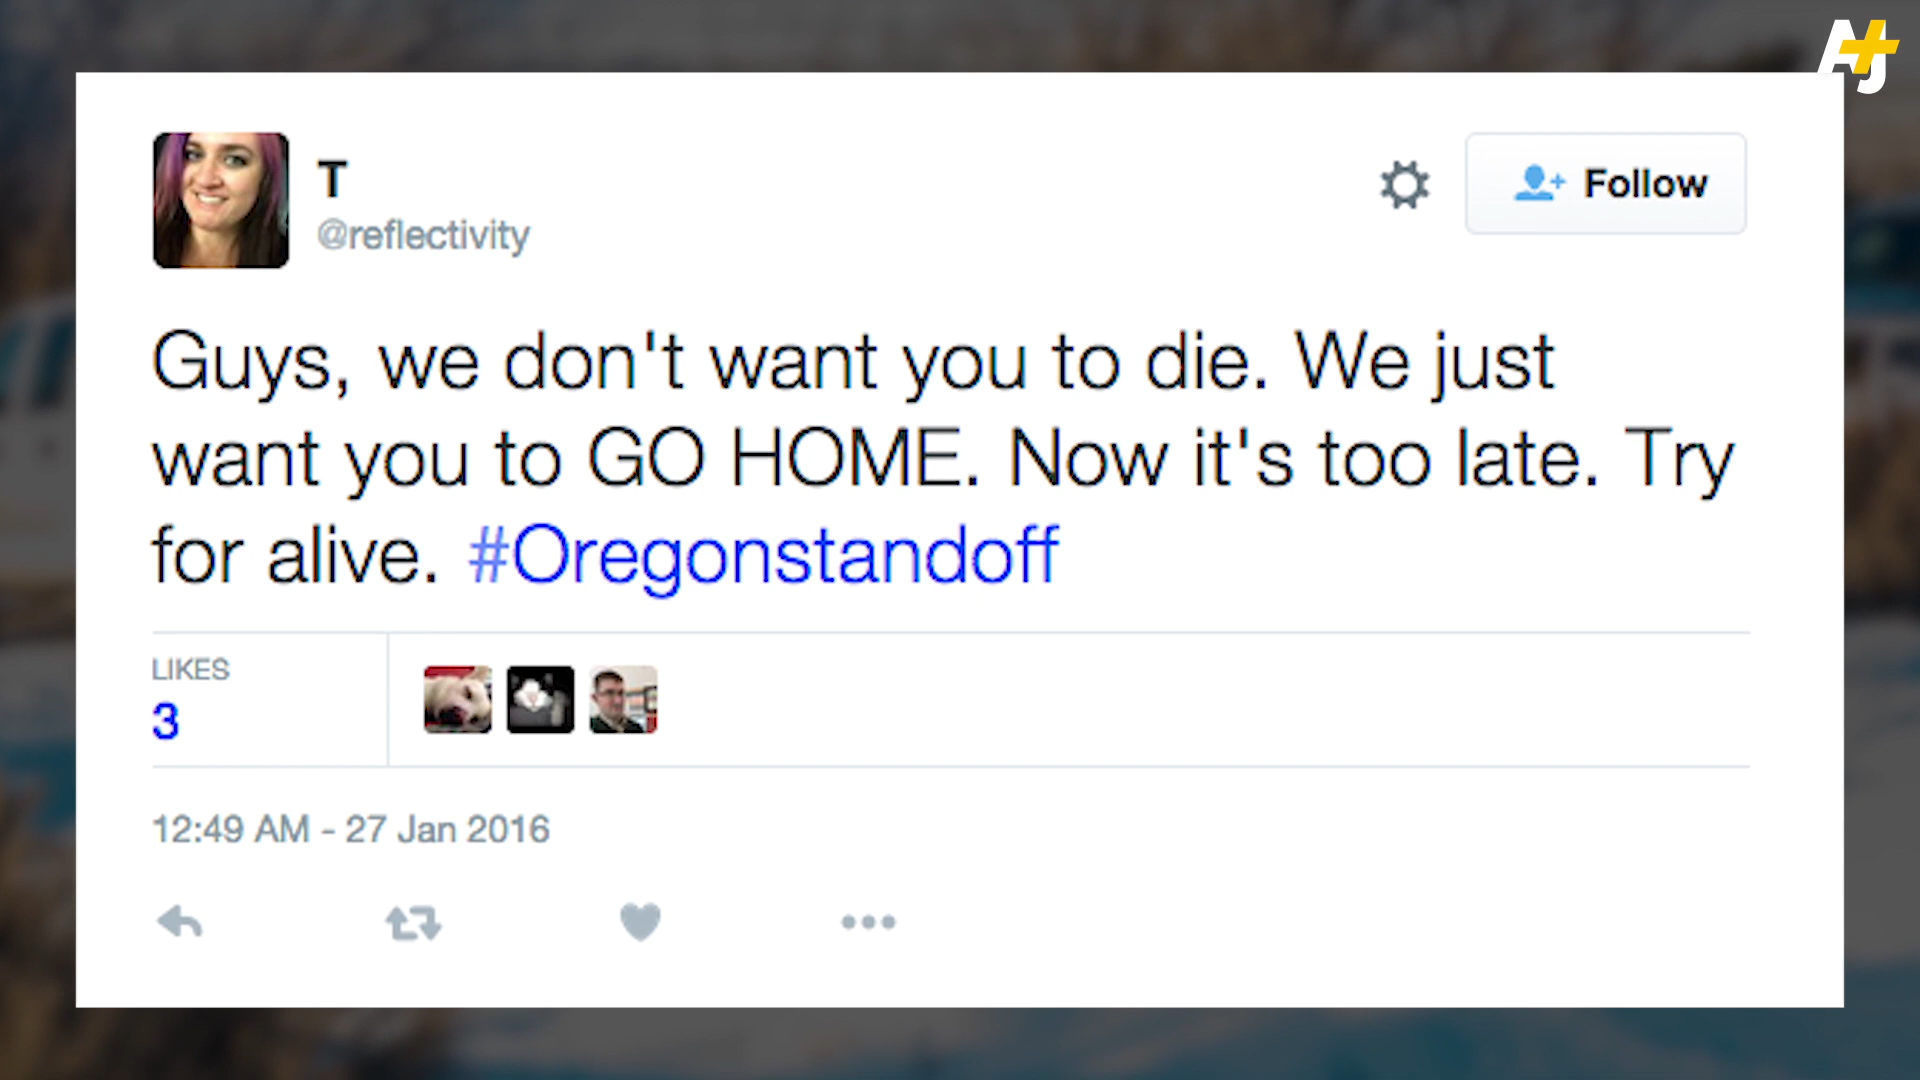 AJ+
T
@reflectivity
Follow
Guys, we don't want you to die. We just
want you to GO HOME. Now it's too late. Try
for alive. #Oregonstandoff
LIKES
3
12:49 AM - 27 Jan 2016